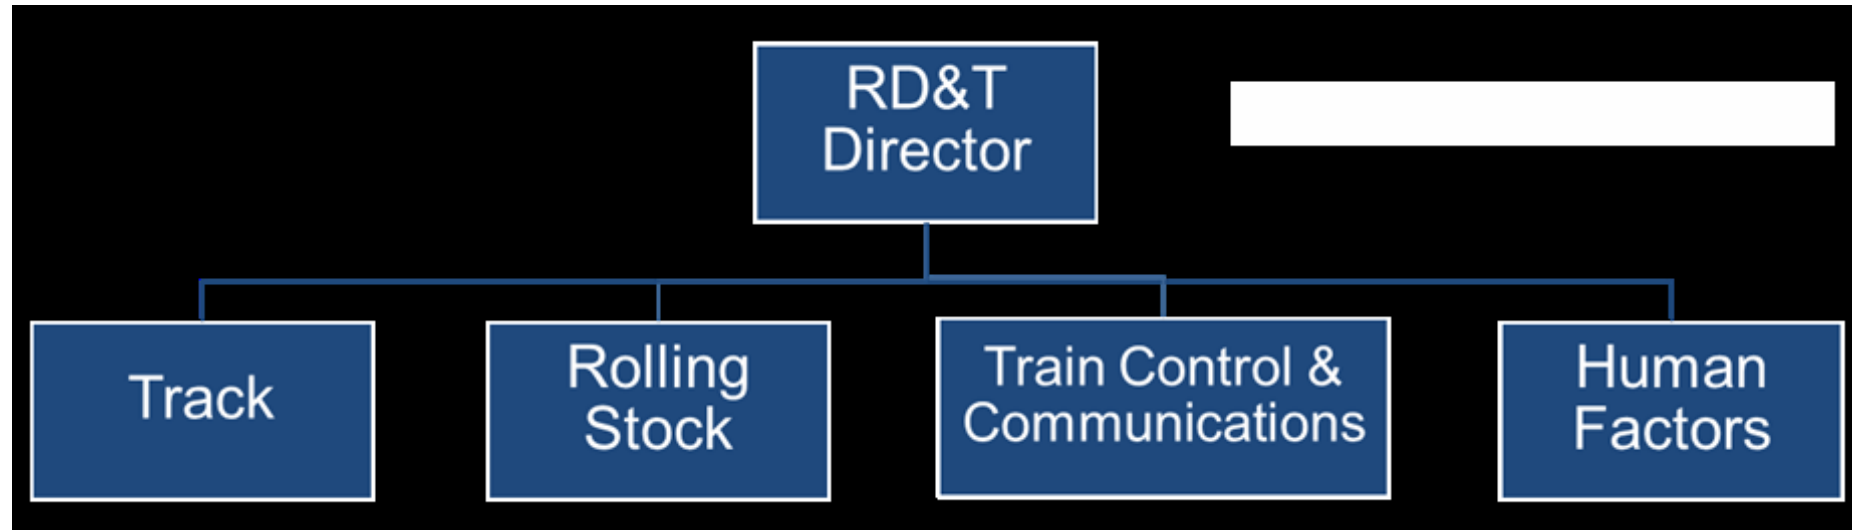 RD&T
Director
Track
Rolling
Stock
Train Control &
Communications
Human
Factors